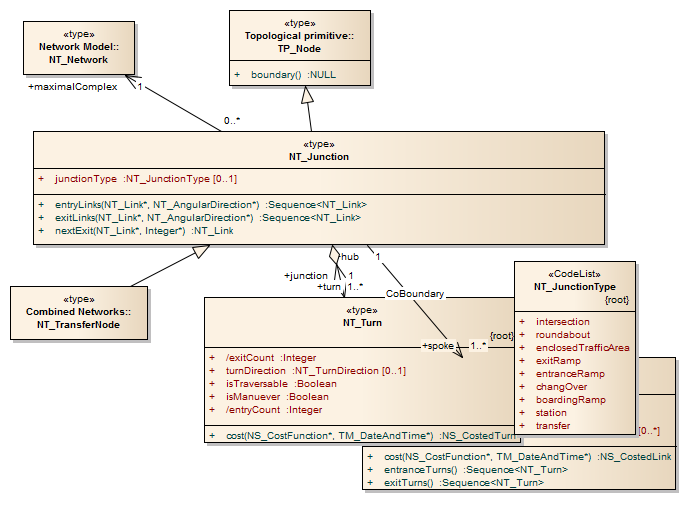 «type»
Network Model::
NT_Network
«type»
Topological primitive::
TP_Node
+ boundary() :NULL
+maximalComplex
1
0..*
«type»
NT_Junction
+ junctionType :NT_JunctionType [0..1]
+ entryLinks(NT_Link*, NT_AngularDirection*) :Sequence<NT_Link>
+ exitLinks(NT_Link*, NT_AngularDirection*) :Sequence<NT_Link>
+ nextExit(NT_Link*, Integer*) :NT_Link
+hub
1
+junction
1
+turn
1..*
CoBoundary
+spoke
1..*
«type»
Combined Networks::
NT_TransferNode
«type»
NT_Turn
{root}
+ /exitCount :Integer
+ turnDirection :NT_TurnDirection [0..1]
+ isTraversable :Boolean
+ isManuever :Boolean
+ /entryCount :Integer
+ cost(NS_CostFunction*, TM_DateAndTime*) :NS_CostedTurn
«CodeList»
NT_JunctionType
{root}
+ intersection
+ roundabout
+ enclosedTrafficArea
+ exitRamp
+ entranceRamp
+ changOver
+ boardingRamp
+ station
+ transfer
[0..*]
+ cost(NS_CostFunction*, TM_DateAndTime*) :NS_CostedLink
+ entranceTurns() :Sequence<NT_Turn>
+ exitTurns() :Sequence<NT_Turn>